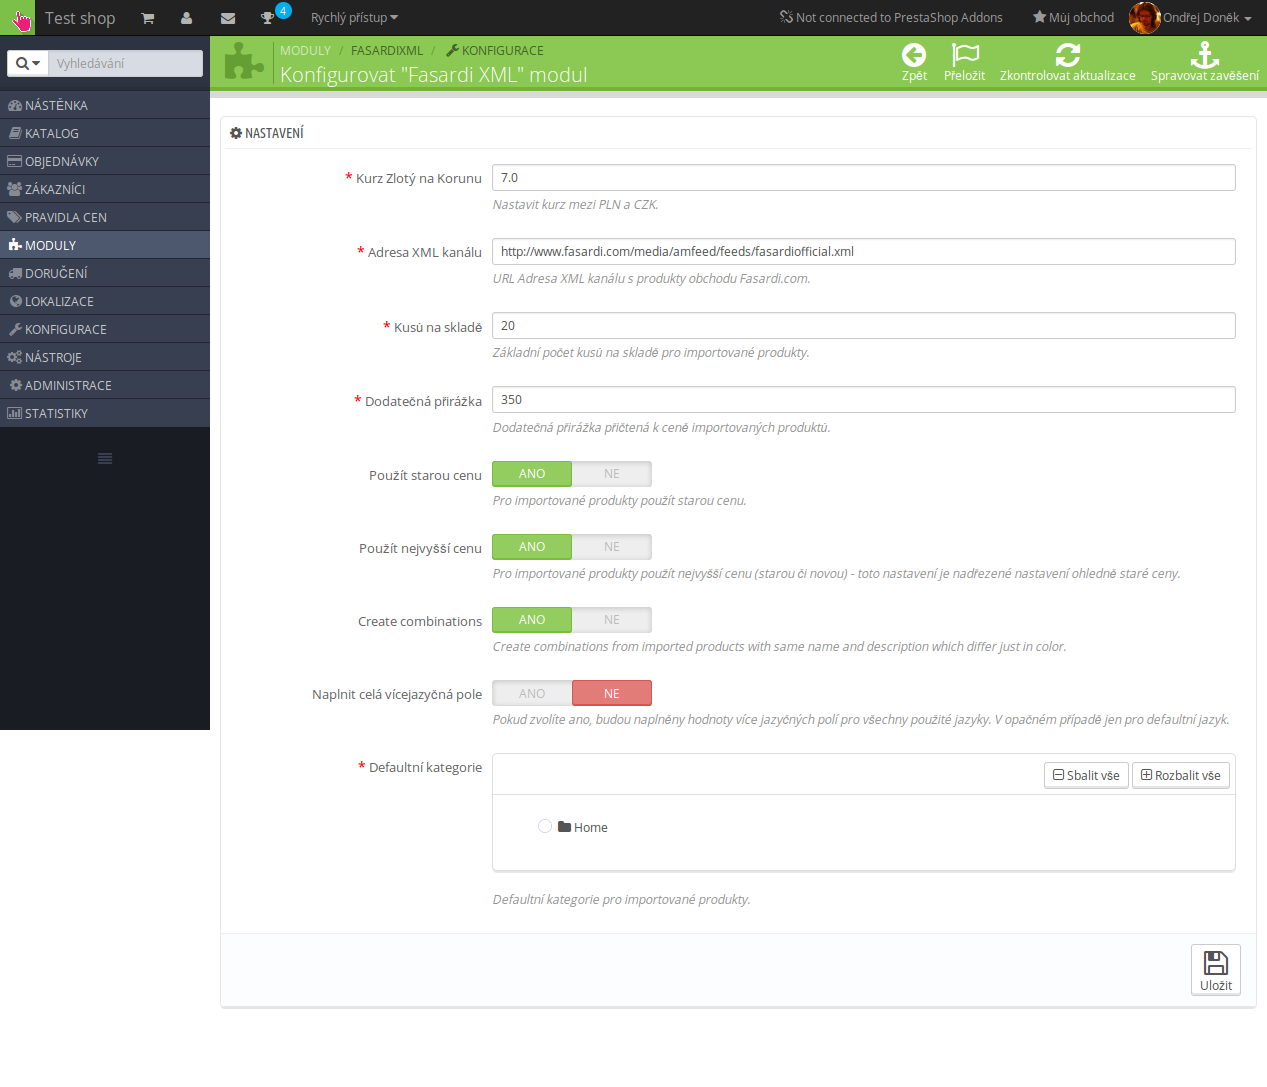 Test shop
4
Rychlý přístup
Not connected to PrestaShop Addons
Můj obchod
Ondřej Doněk
Vyhledávání
MODULY / FASARDIXML / KONFIGURACE
Konfigurovat "Fasardi XML" modul
Zpět
Přeložit
Zkontrolovat aktualizace
Spravovat zavěšení
NÁSTĚNKA
KATALOG
OBJEDNÁVKY
ZÁKAZNÍCI
PRAVIDLA CEN
MODULY
DORUČENÍ
LOKALIZACE
KONFIGURACE
NÁSTROJE
ADMINISTRACE
STATISTIKY
NASTAVENÍ
* Kurz Zlotý na Korunu
7.0
Nastavit kurz mezi PLN a CZK.
* Adresa XML kanálu
http://www.fasardi.com/media/amfeed/feeds/fasardiofficial.xml
URL Adresa XML kanálu s produkty obchodu Fasardi.com.
* Kusů na skladě
20
Základní počet kusů na skladě pro importované produkty.
* Dodatečná přirážka
350
Dodatečná přirážka přičtená k ceně importovaných produktů.
Použít starou cenu
ANO NE
Pro importované produkty použít starou cenu.
Použít nejvyšší cenu
ANO NE
Pro importované produkty použít nejvyšší cenu (starou či novou) - toto nastavení je nadřezené nastavení ohledně staré ceny.
Create combinations
ANO NE
Create combinations from imported products with same name and description which differ just in color.
Naplnit celá vícejazyčná pole
ANO NE
Pokud zvolíte ano, budou naplněny hodnoty více jazyčných polí pro všechny použité jazyky. V opačném případě jen pro defaultní jazyk.
* Defaultní kategorie
Sbalit vše
Rozbalit vše
Home
Defaultní kategorie pro importované produkty.
Uložit